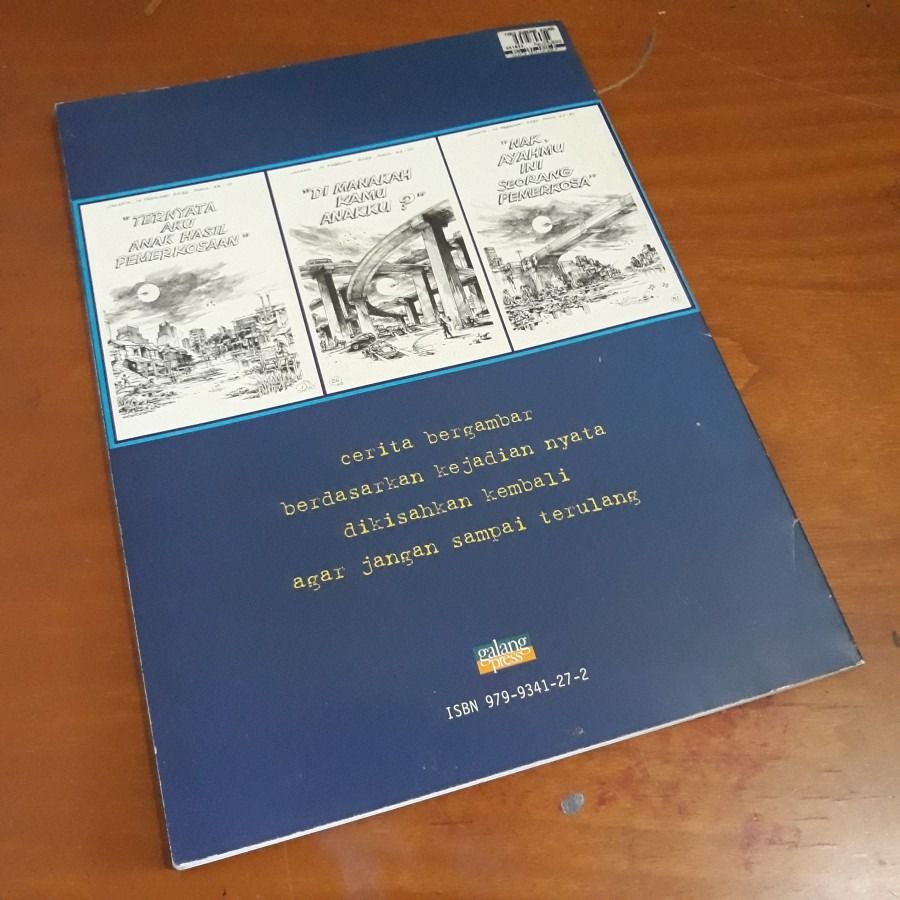 "TERNYATA
AKU
ANAK HASIL
PEMERKOSAAN"
"DI MANAKAH
KAMU
ANAKKU ?"
"NAK,
AYAHMU
INI
SEORANG
PEMERKOSA"
cerita bergambar
berdasarkan kejadian nyata
dikisahkan kembali
agar jangan sampai terulang
galang
press
ISBN 979-9341-27-2